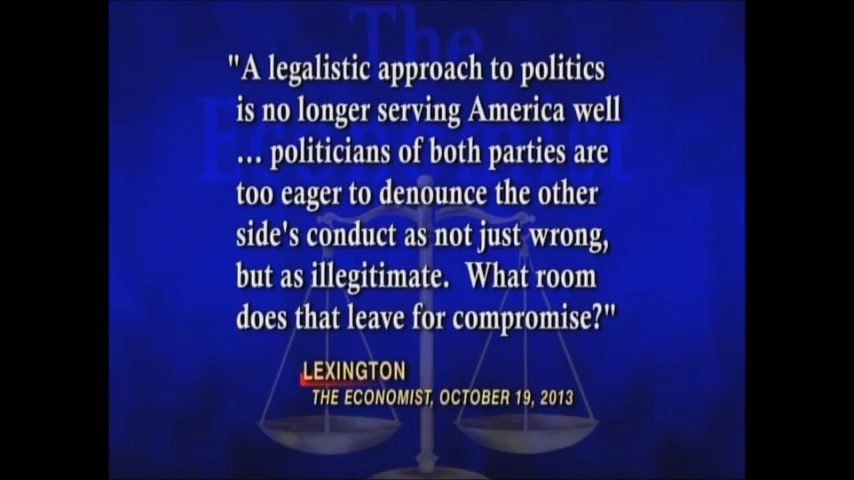 The
Economist
"A legalistic approach to politics
is no longer serving America well
... politicians of both parties are
too eager to denounce the other
side's conduct as not just wrong,
but as illegitimate.  What room
does that leave for compromise?"
LEXINGTON
THE ECONOMIST, OCTOBER 19, 2013